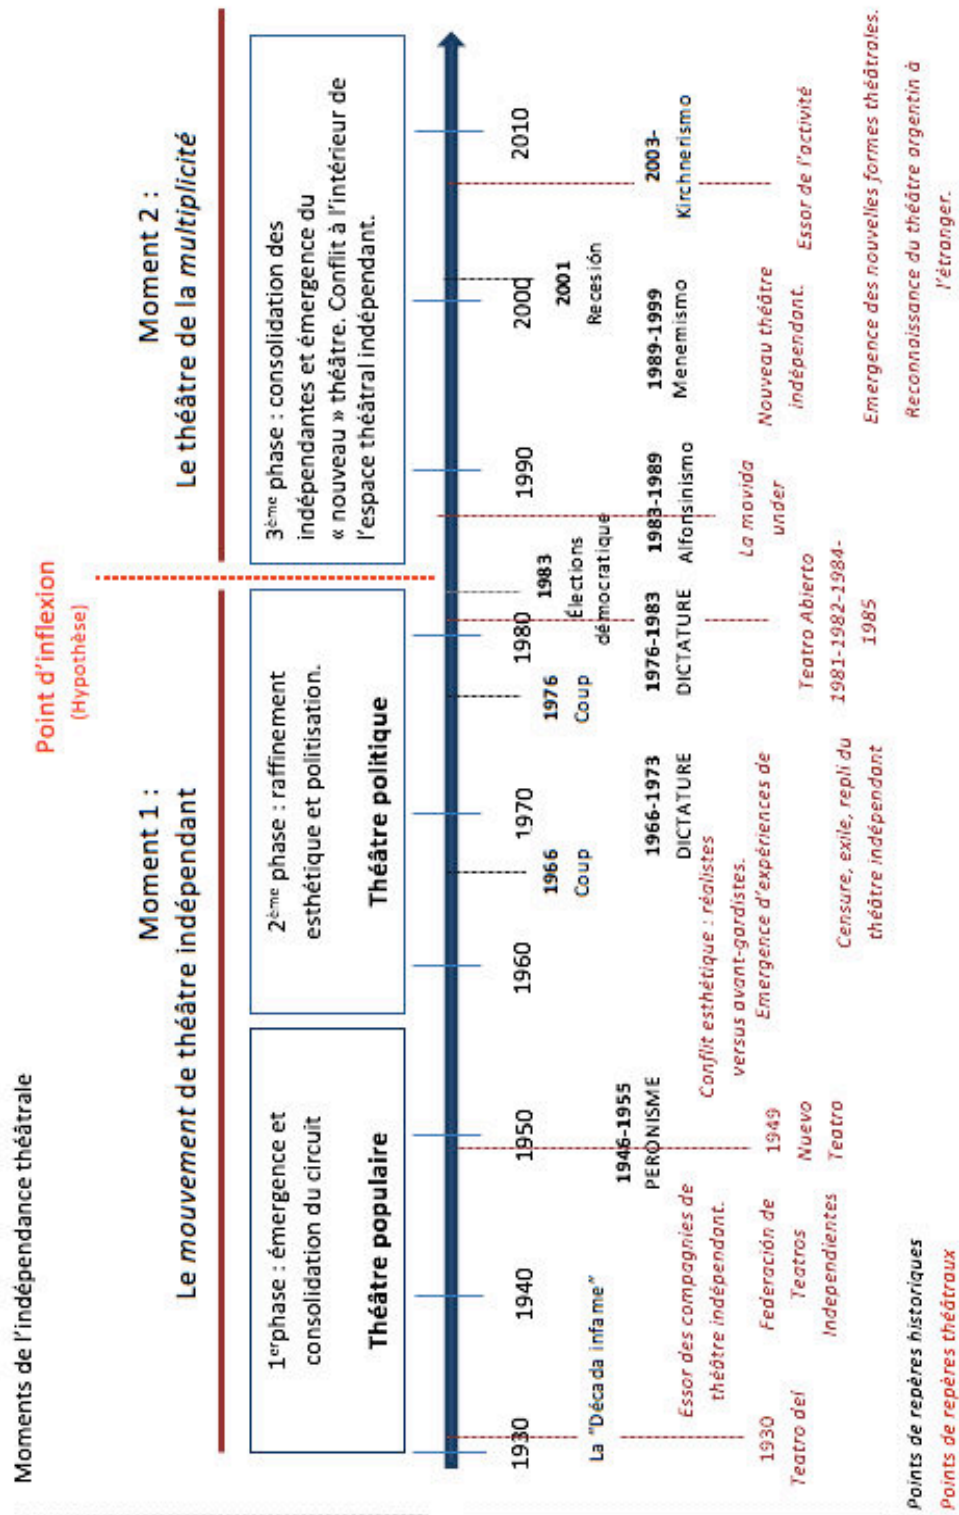 Moments de l'indépendance théâtrale
Point d'inflexion
(Hypothèse)
Moment 1 :
Le mouvement de théâtre indépendant
Moment 2 :
Le théâtre de la multiplicité
1er phase : émergence et
consolidation du circuit
Théâtre populaire
2ème phase : raffinement
esthétique et politisation.
Théâtre politique
3ème phase : consolidation des
indépendantes et émergence du
« nouveau » théâtre. Conflit à l'intérieur de
l'espace théâtral indépendant.
1930
1940
1950
1960
1970
1980
1990
2000
2010
La "Década infame"
1946-1955
PERONISME
1966
Coup
1966-1973
DICTATURE
1976
Coup
1976-1983
DICTATURE
1983
Élections
démocratique
1983-1989
Alfonsinismo
1989-1999
Menemismo
2001
Recesión
2003-
Kirchnerismo
1930
Teatro del
Essor des compagnies de
théâtre indépendant.
Federación de
Teatros
Independientes
1949
Nuevo
Teatro
Conflit esthétique : réalistes
versus avant-gardistes.
Emergence d'expériences de
Censure, exile, repli du
théâtre indépendant
Teatro Abierto
1981-1982-1984-
1985
La movida
under
Nouveau théâtre
indépendant.
Essor de l'activité
Emergence des nouvelles formes théâtrales.
Reconnaissance du théâtre argentin à
l'étranger.
Points de repères historiques
Points de repères théâtraux